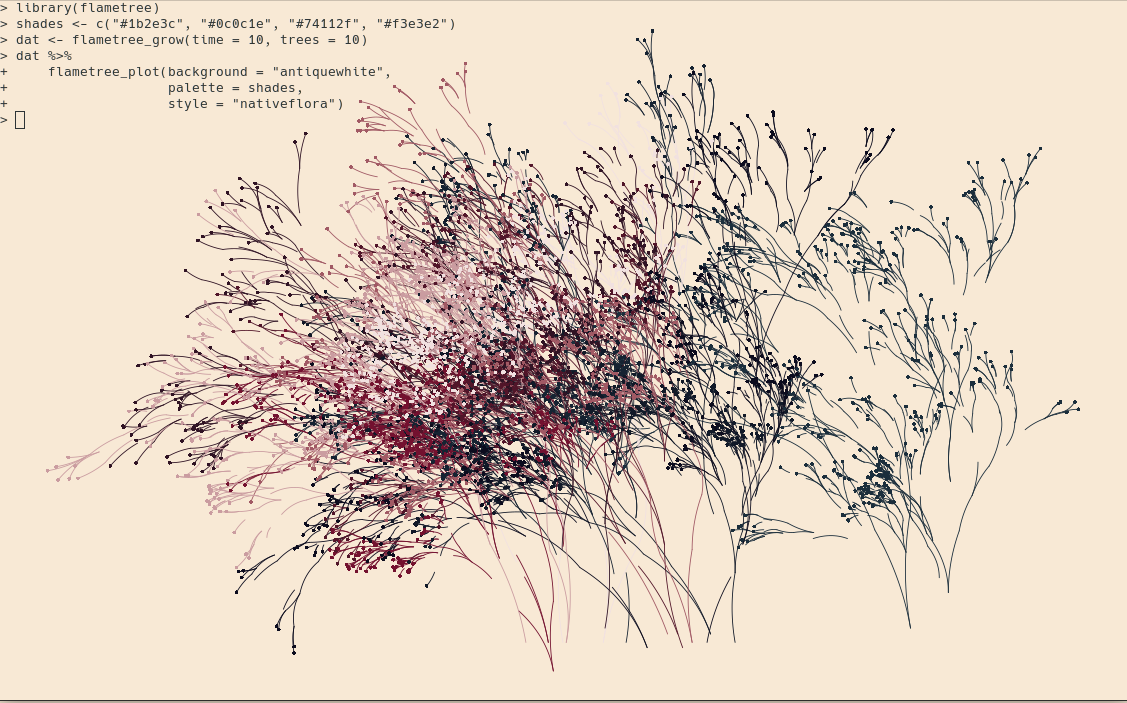 > library(flametree)
> shades <- c("#1b2e3c", "#0c0c1e", "#74112f", "#f3e3e2")
> dat <- flametree_grow(time = 10, trees = 10)
> dat %>%
+     flametree_plot(background = "antiquewhite",
+                    palette = shades,
+                    style = "nativeflora")
>